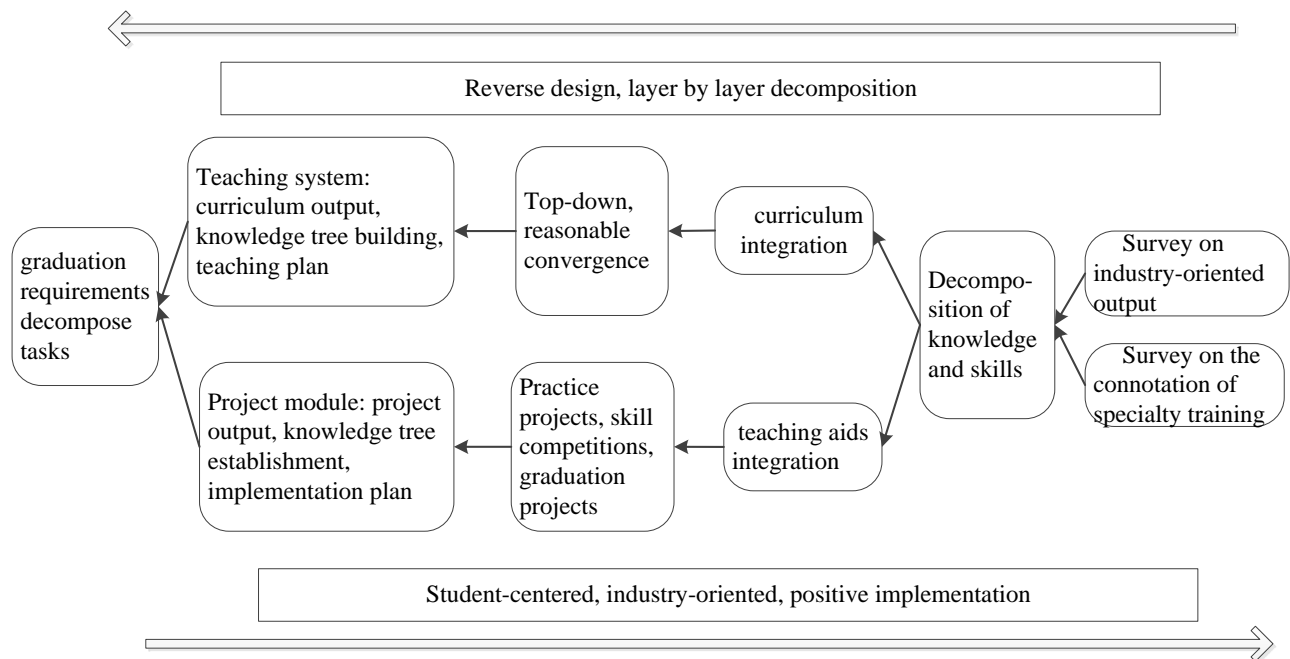 Reverse design, layer by layer decomposition
Teaching system:
curriculum output,
knowledge tree building,
teaching plan
Top-down,
reasonable
convergence
curriculum
integration
graduation
requirements
decompose
tasks
Decompo-
sition of
knowledge
and skills
Survey on
industry-oriented
output
Survey on the
connotation of
specialty training
Project module: project
output, knowledge tree
establishment,
implementation plan
Practice
projects, skill
competitions,
graduation
projects
teaching aids
integration
Student-centered, industry-oriented, positive implementation